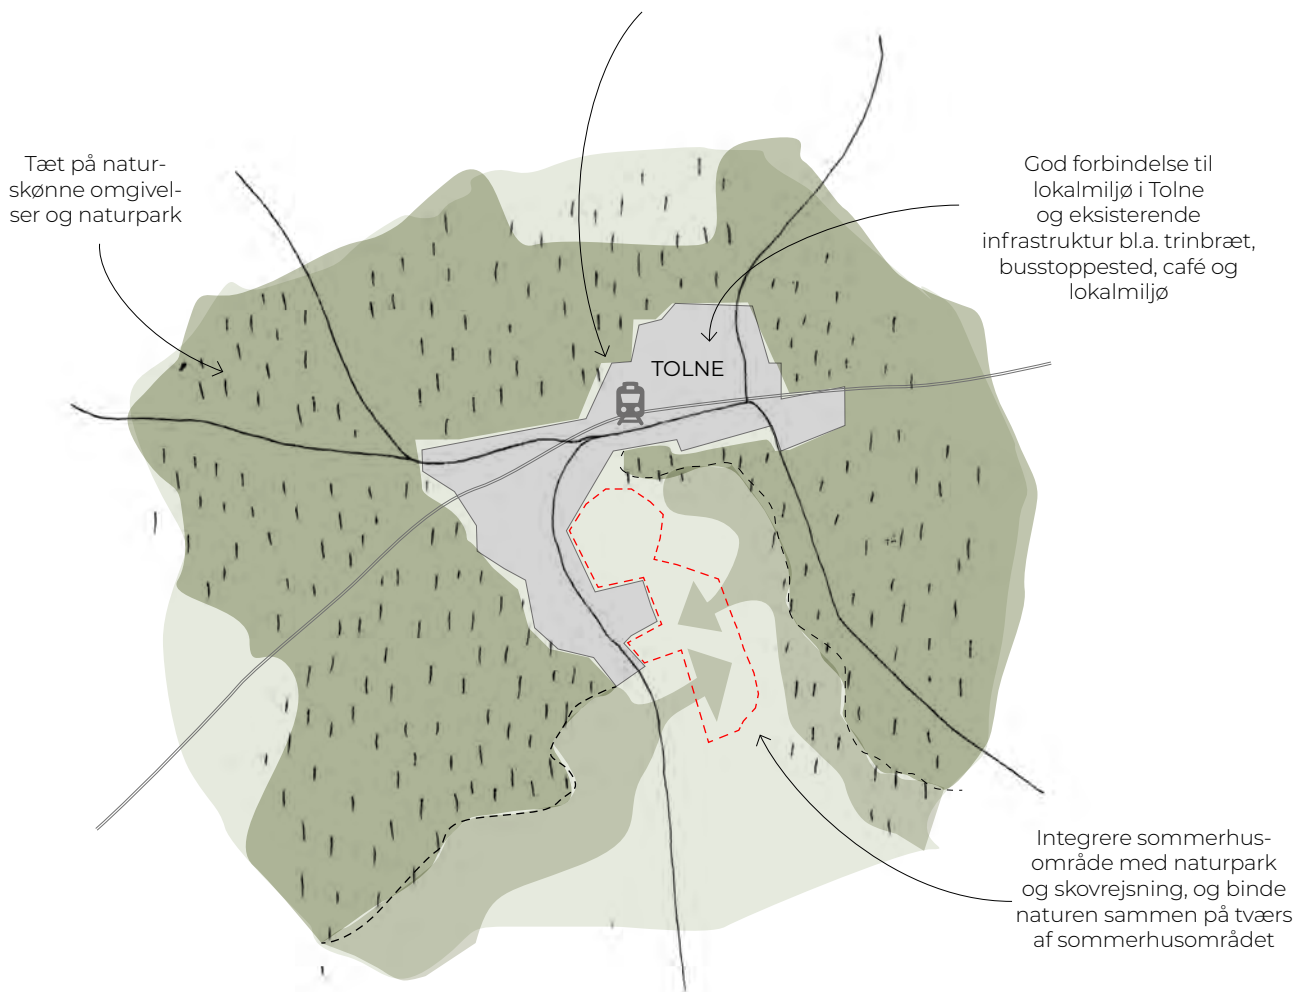 Tæt på natur-
skønne omgivel-
ser og naturpark
God forbindelse til
lokalmiljø i Tolne
og eksisterende
infrastruktur bl.a. trinbræt,
busstoppested, café og
lokalmiljø
TOLNE
Integrere sommerhus-
område med naturpark
og skovrejsning, og binde
naturen sammen på tværs
af sommerhusområdet